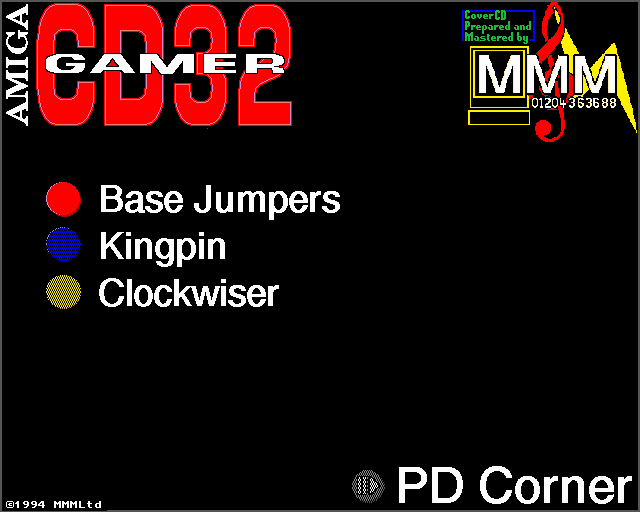 AMIGA
CD32
GAMER
CoverCD
Prepared and
Mastered by
MMM
01204363688
Base Jumpers
Kingpin
Clockwiser
PD Corner
©1994 MMMLtd